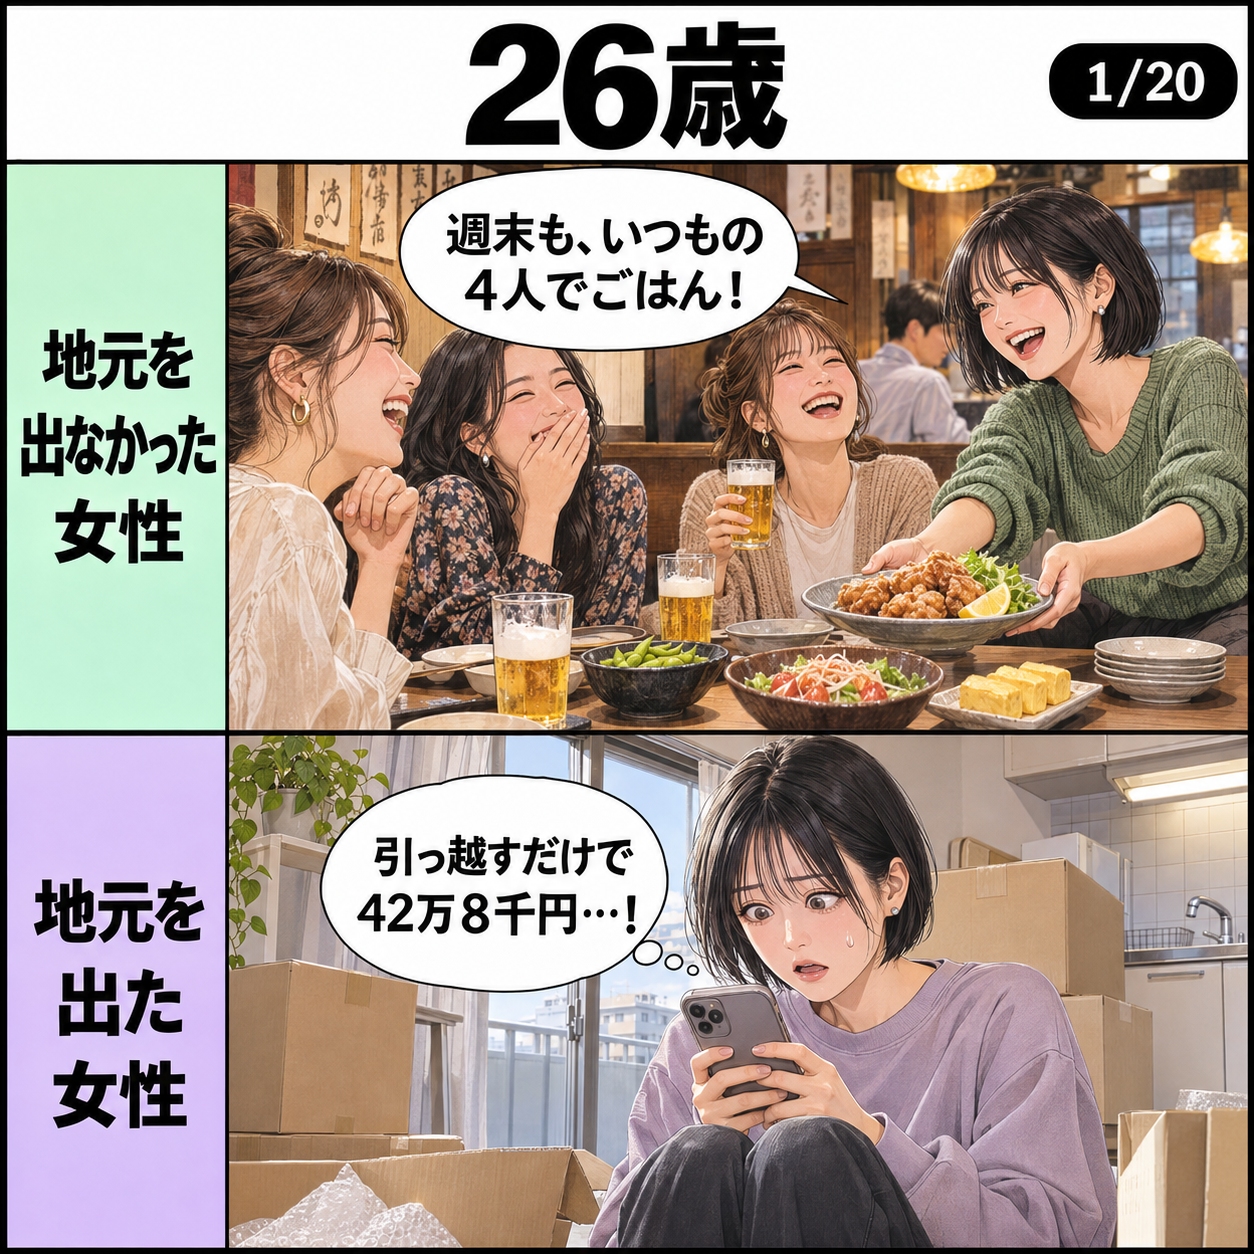 26歳
1/20
地元を
出なかった
女性
週末も、いつもの
4人でごはん!
地元を
出た
女性
引っ越すだけで
42万8千円…!